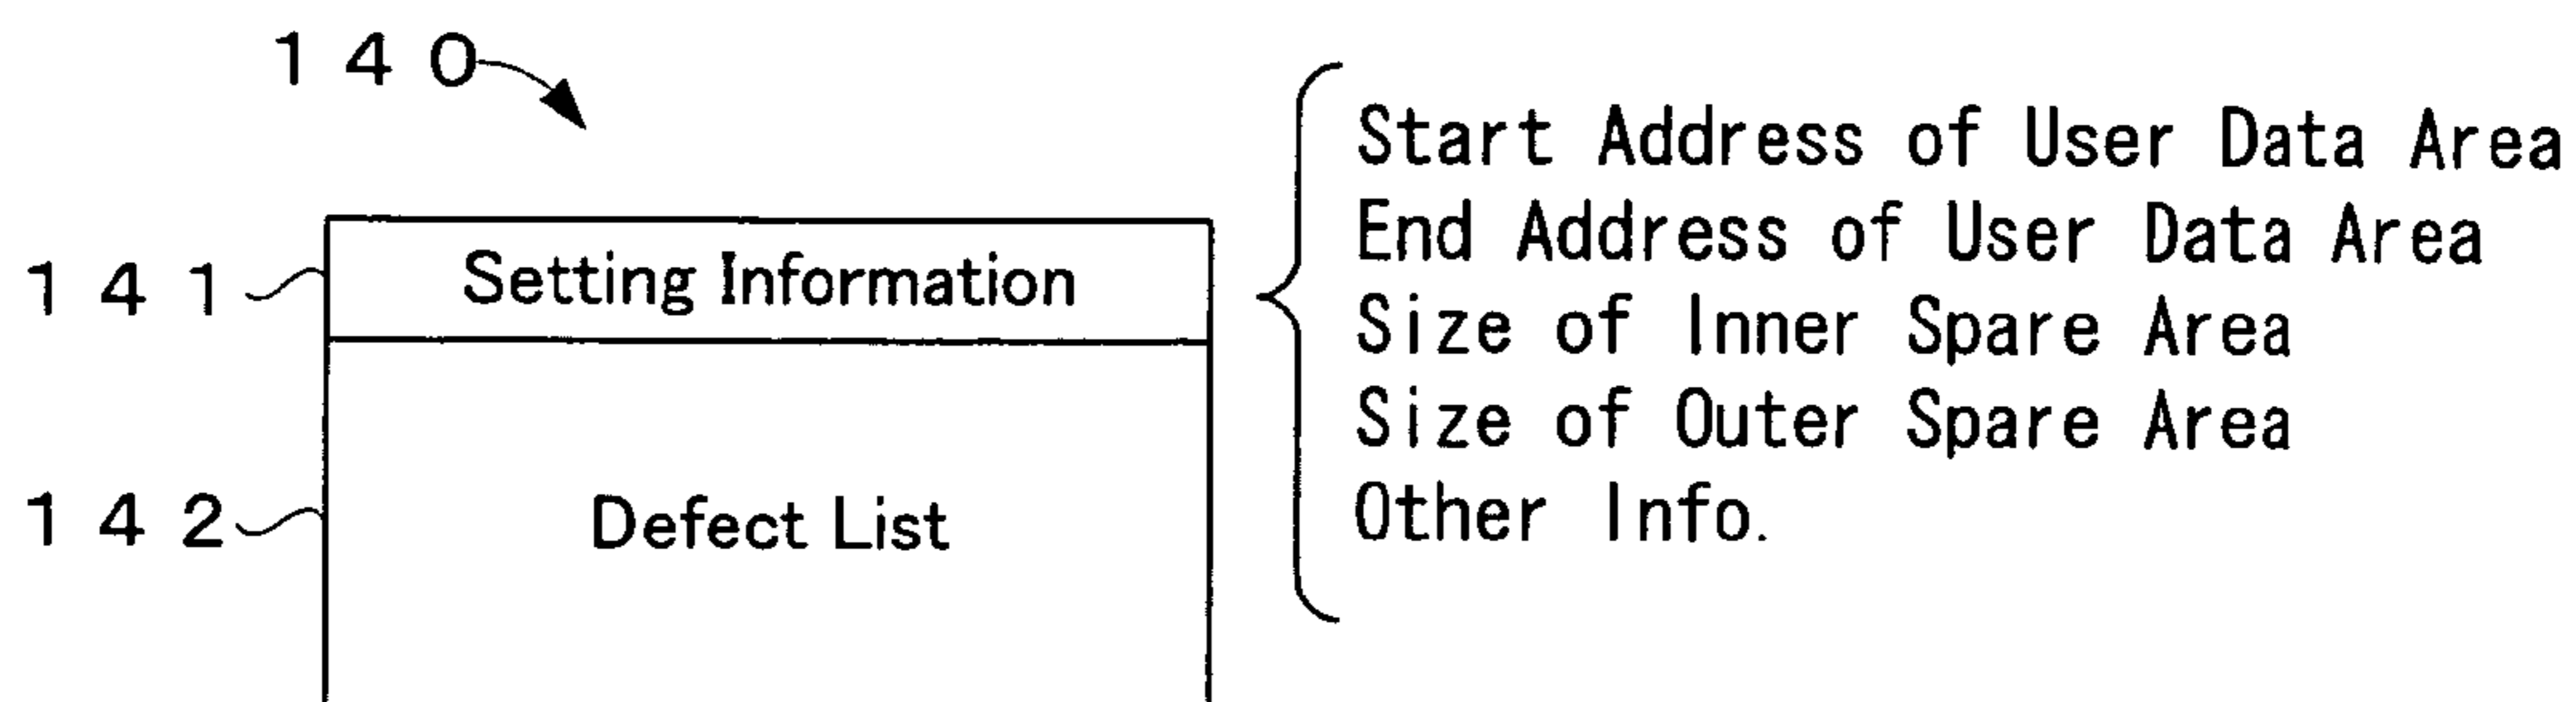 140
141
Setting Information
142
Defect List
Start Address of User Data Area
End Address of User Data Area
Size of Inner Spare Area
Size of Outer Spare Area
Other Info.